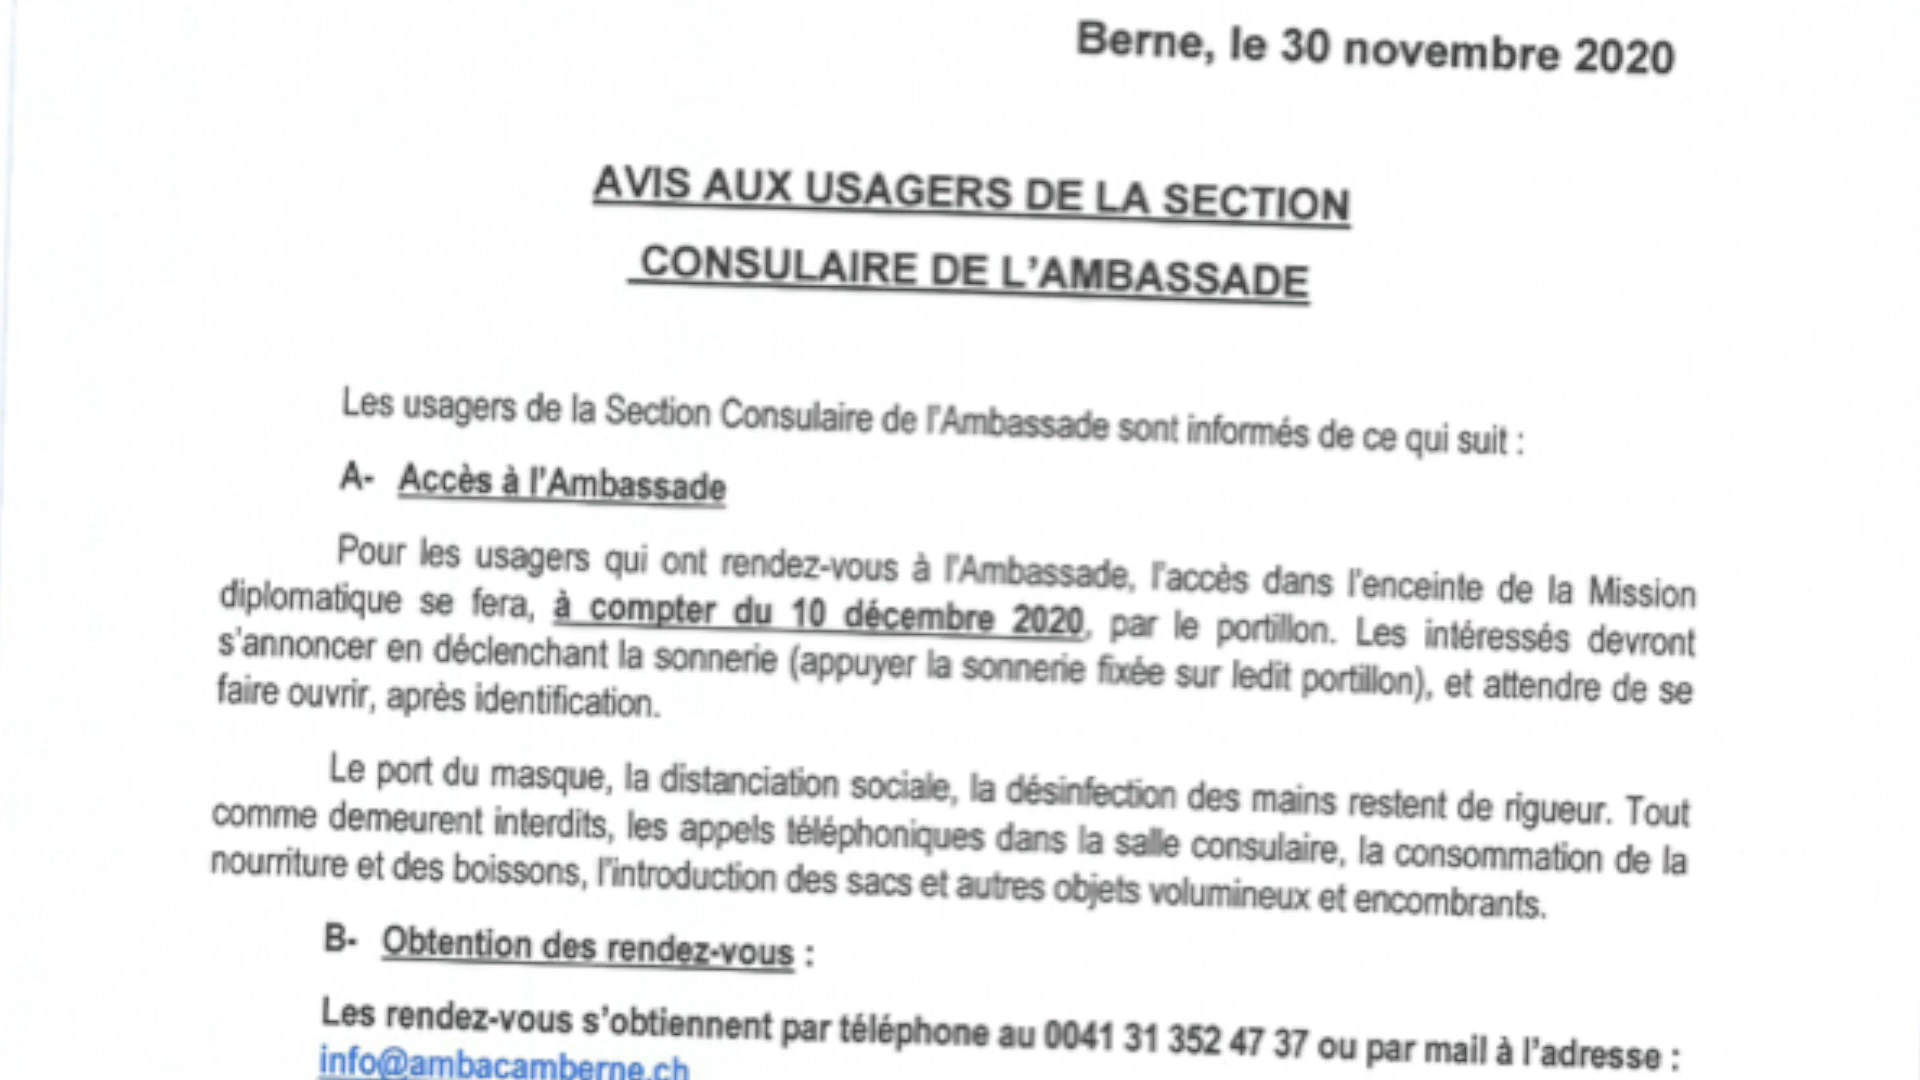 Berne, le 30 novembre 2020
AVIS AUX USAGERS DE LA SECTION
CONSULAIRE DE L'AMBASSADE
Les usagers de la Section Consulaire de l'Ambassade sont informés de ce qui suit :
A- Accès à l'Ambassade
Pour les usagers qui ont rendez-vous à l'Ambassade, l'accès dans l'enceinte de la Mission
diplomatique se fera, à compter du 10 décembre 2020, par le portillon. Les intéressés devront
s'annoncer en déclenchant la sonnerie (appuyer la sonnerie fixée sur ledit portillon), et attendre de se
faire ouvrir, après identification.
Le port du masque, la distanciation sociale, la désinfection des mains restent de rigueur. Tout
comme demeurent interdits, les appels téléphoniques dans la salle consulaire, la consommation de la
nourriture et des boissons, l'introduction des sacs et autres objets volumineux et encombrants.
B- Obtention des rendez-vous :
Les rendez-vous s'obtiennent par téléphone au 0041 31 352 47 37 ou par mail à l'adresse :
info@ambacamberne.ch